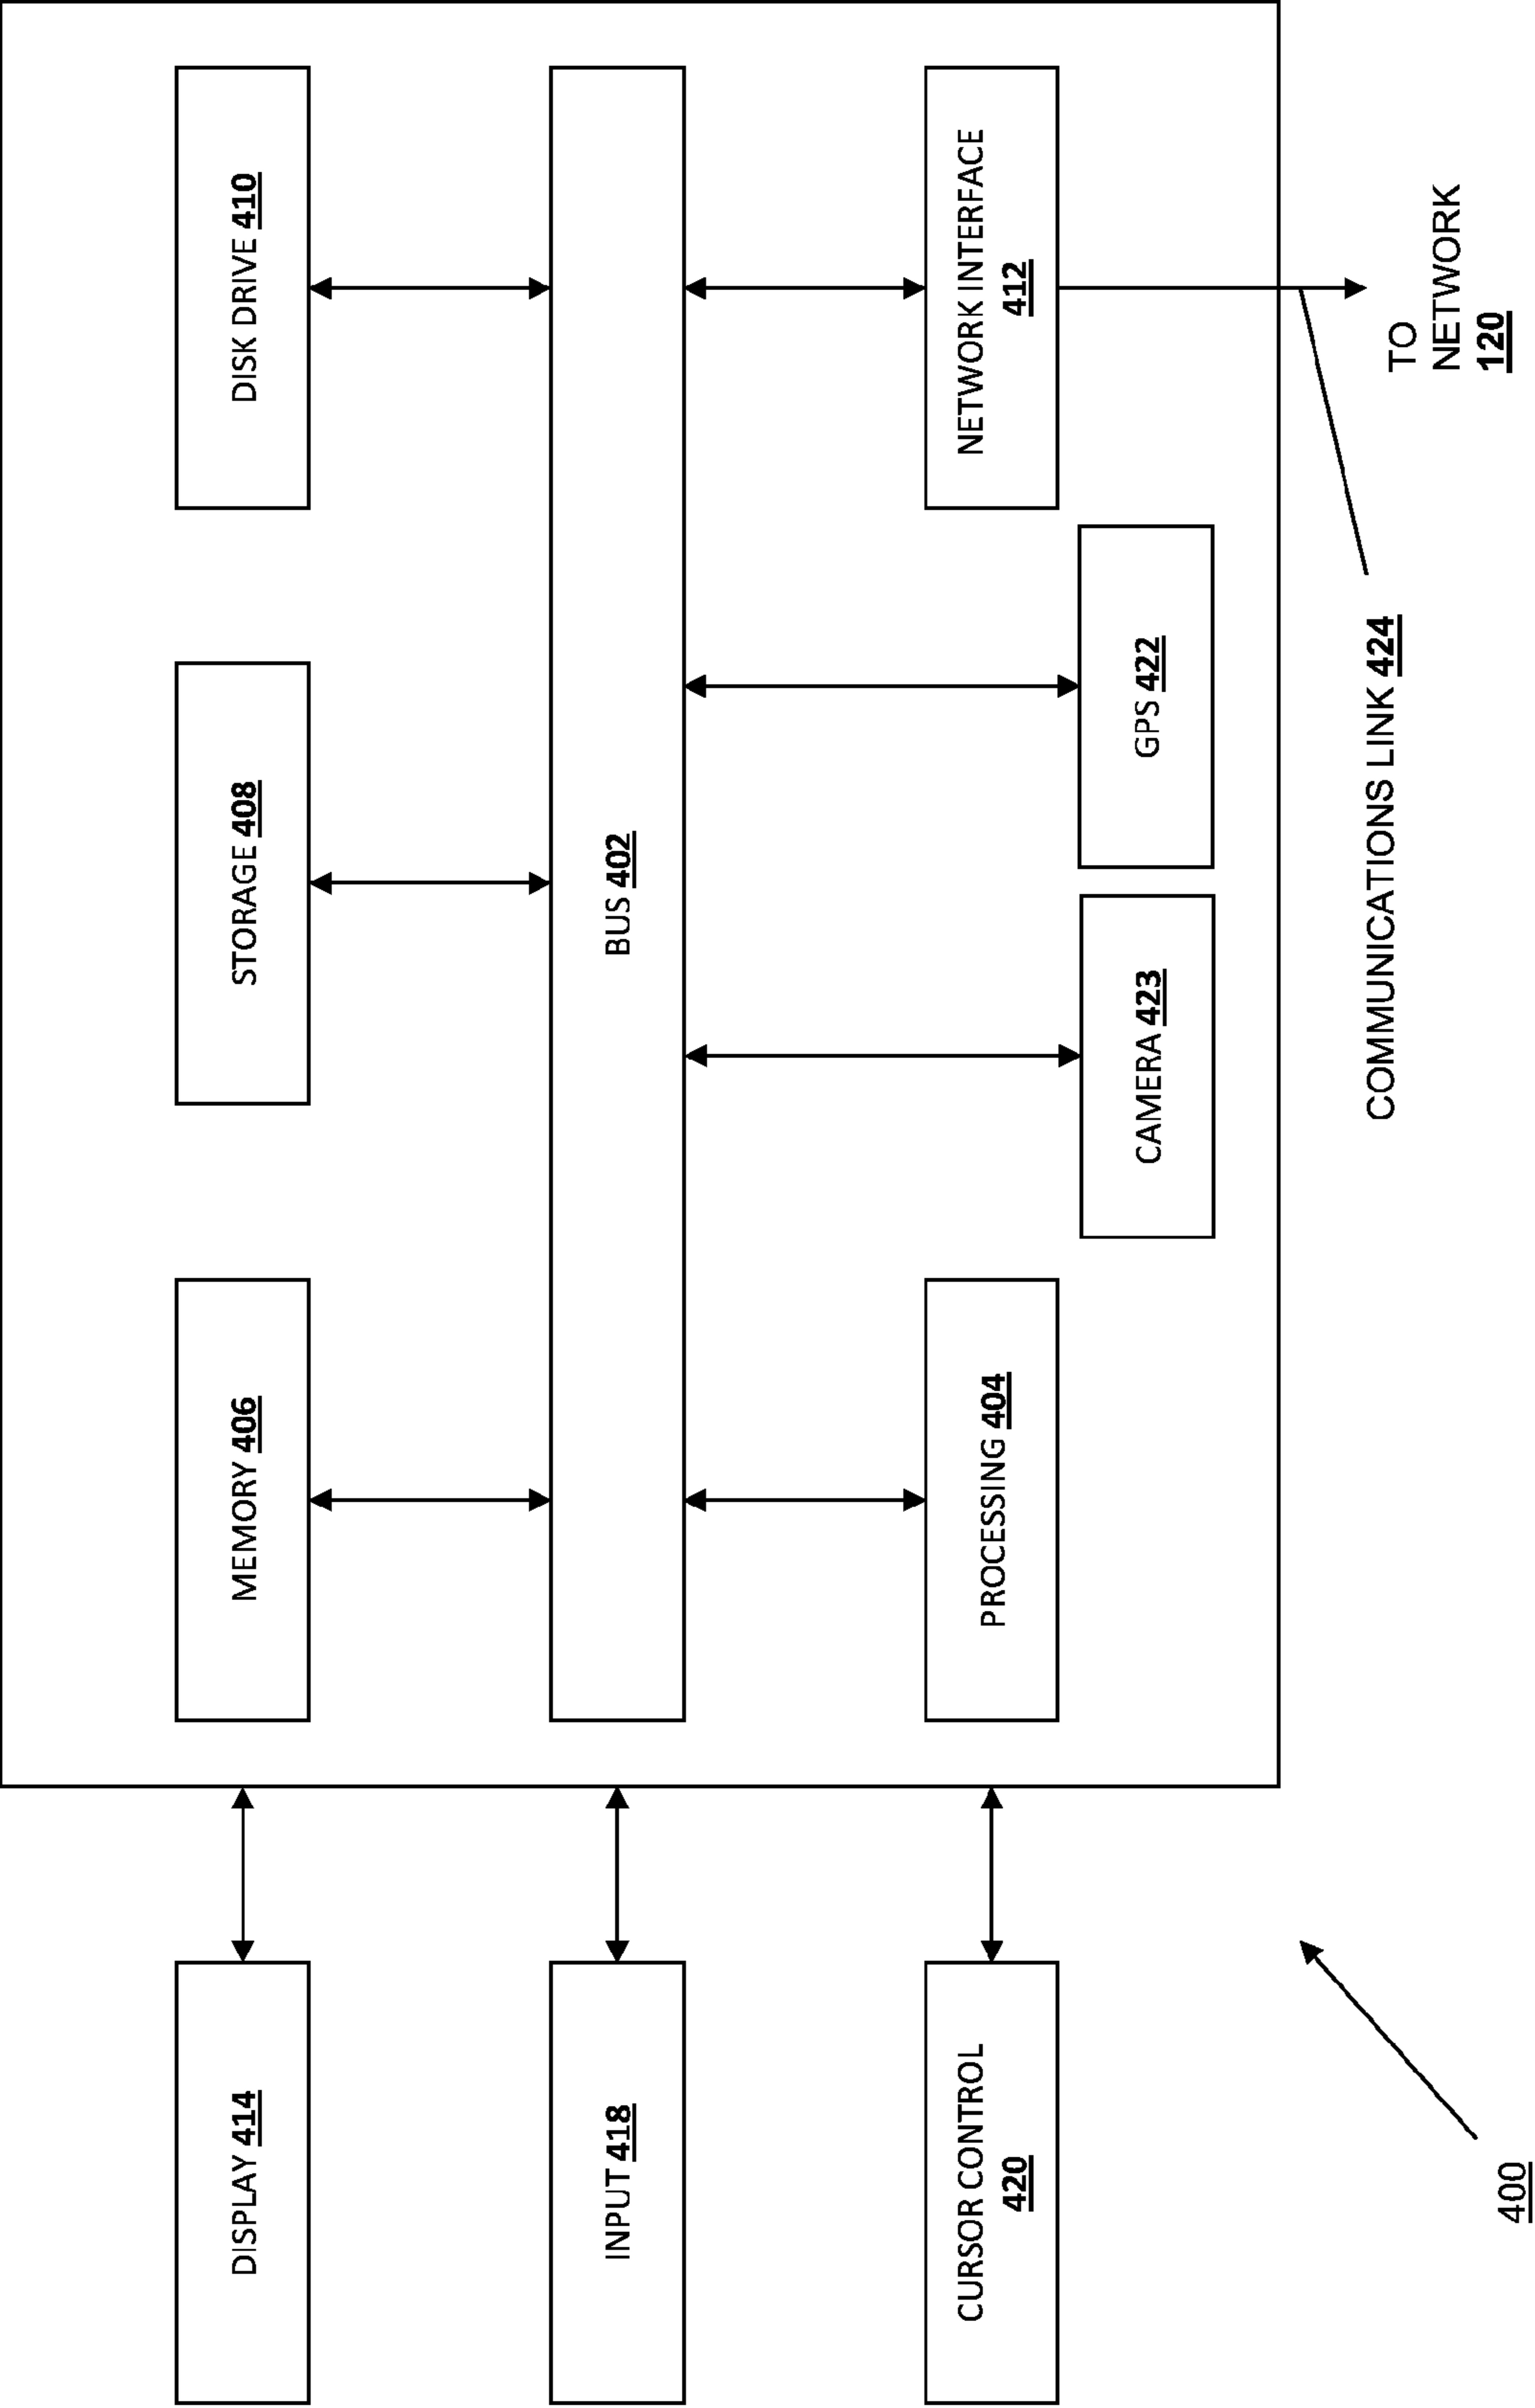 DISPLAY 414
MEMORY 406
STORAGE 408
DISK DRIVE 410
INPUT 418
BUS 402
CURSOR CONTROL
420
PROCESSING 404
NETWORK INTERFACE
412
CAMERA 423
GPS 422
COMMUNICATIONS LINK 424
TO
NETWORK
120
400